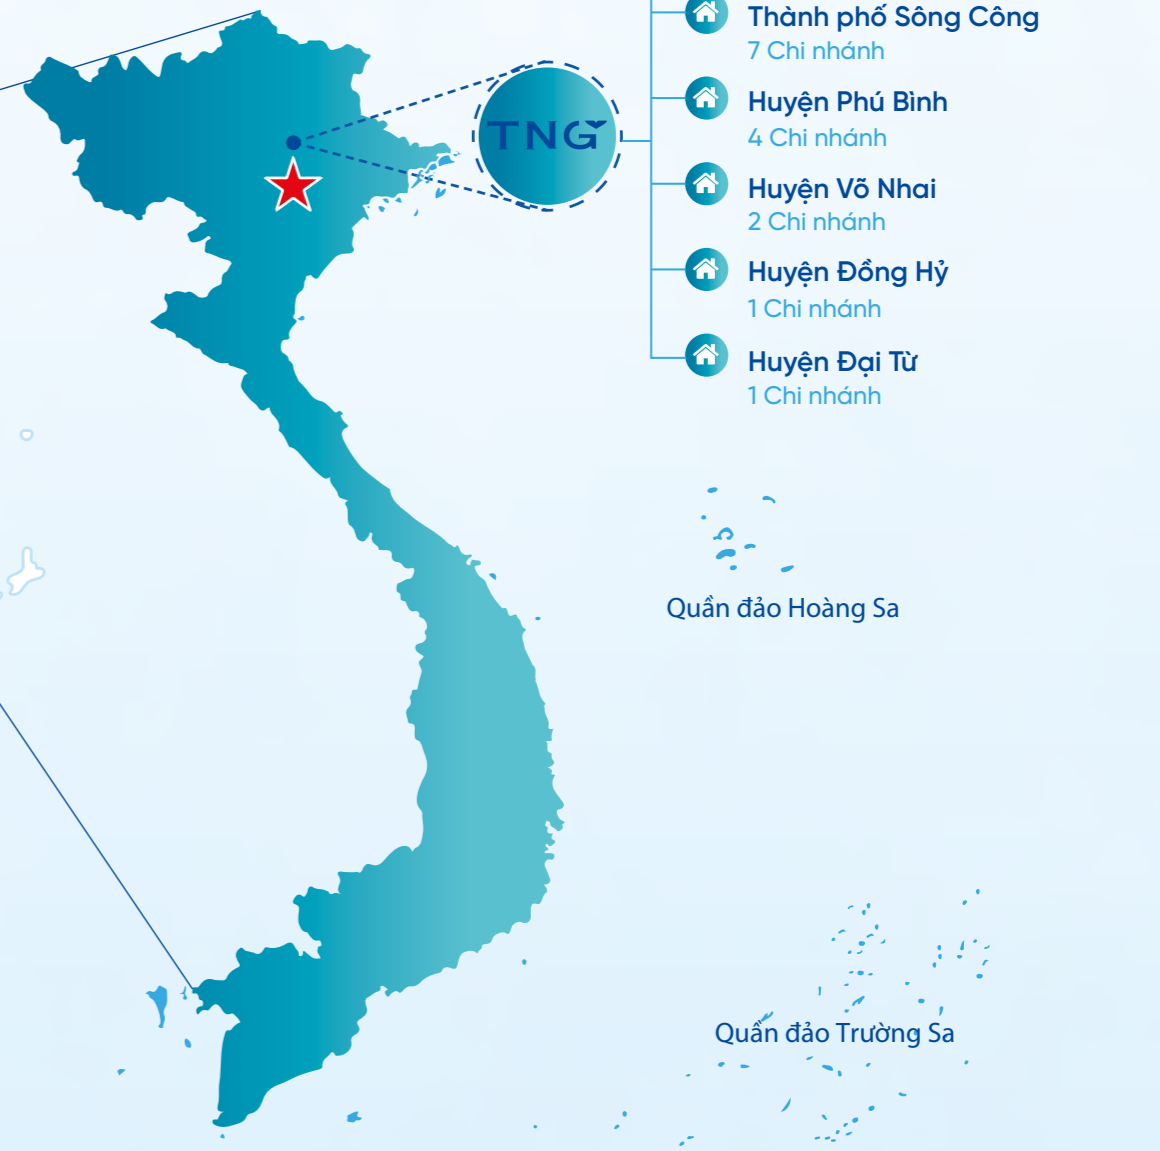 Thành phố Sông Công
7 Chi nhánh
Huyện Phú Bình
4 Chi nhánh
TNG
Huyện Võ Nhai
2 Chi nhánh
Huyện Đồng Hỷ
1 Chi nhánh
Huyện Đại Từ
1 Chi nhánh
Quần đảo Hoàng Sa
Quần đảo Trường Sa